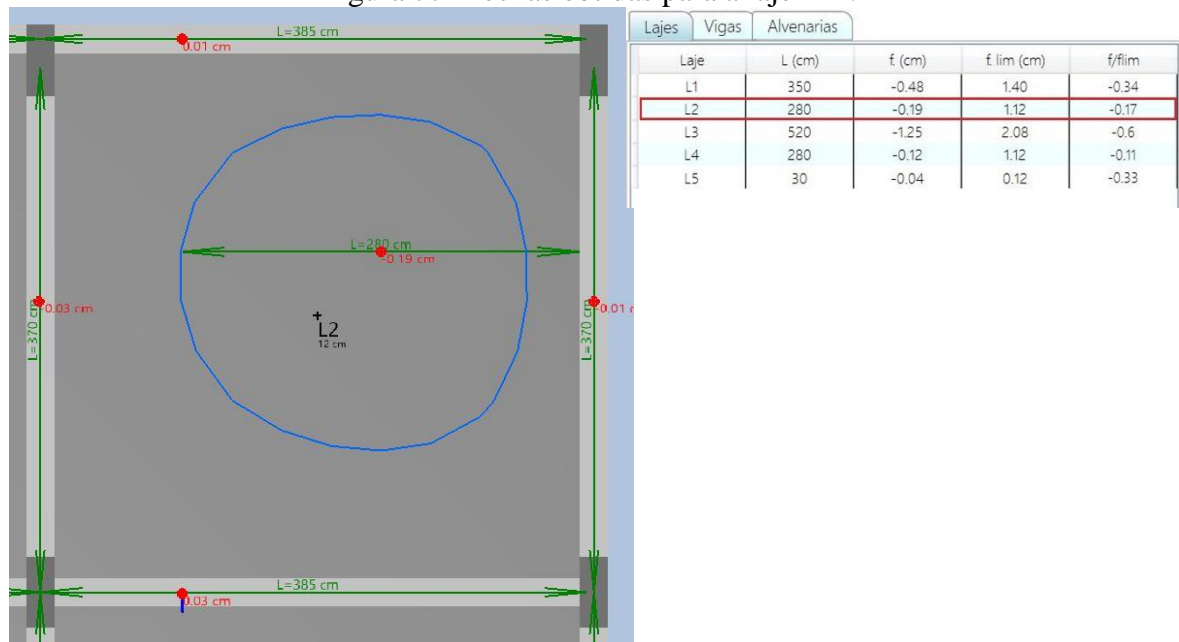 L=385 cm
0.01 cm
L=280 cm
-0.19 cm
L=370 cm
-0.03 cm
L=370 cm
L2
12 cm
L=385 cm
0.03 cm
Lajes Vigas Alvenarias
Laje L (cm) f. (cm) f. lim (cm) f/flim
L1 350 -0.48 1.40 -0.34
L2 280 -0.19 1.12 -0.17
L3 520 -1.25 2.08 -0.6
L4 280 -0.12 1.12 -0.11
L5 30 -0.04 0.12 -0.33